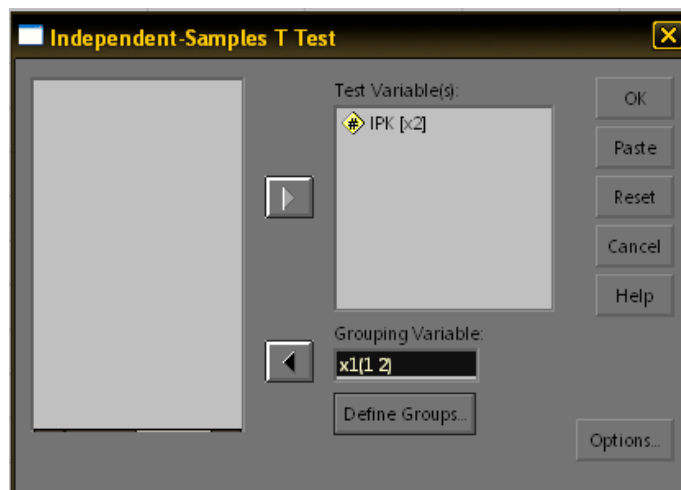 Independent-Samples T Test
Test Variable(s):
# IPK [x2]
OK
Paste
Reset
Cancel
Help
Grouping Variable:
x1(1 2)
Define Groups...
Options...